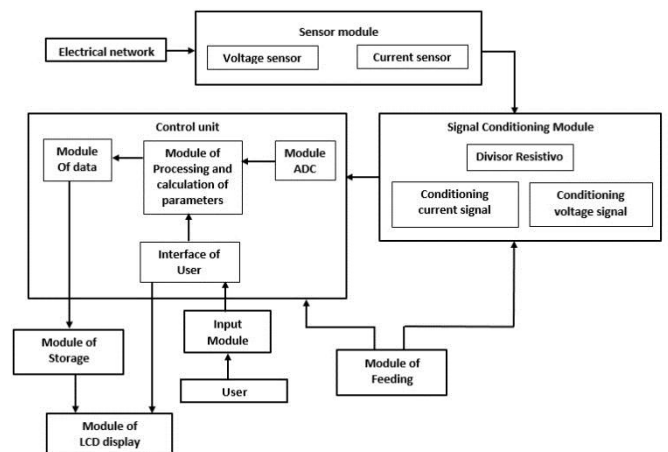 Sensor module
Electrical network
Voltage sensor
Current sensor
Control unit
Signal Conditioning Module
Module
Of data
Module of
Processing and
calculation of
parameters
Module
ADC
Divisor Resistivo
Conditioning
current signal
Conditioning
voltage signal
Interface of
User
Input
Module
Module of
Storage
Module of
Feeding
User
Module of
LCD display